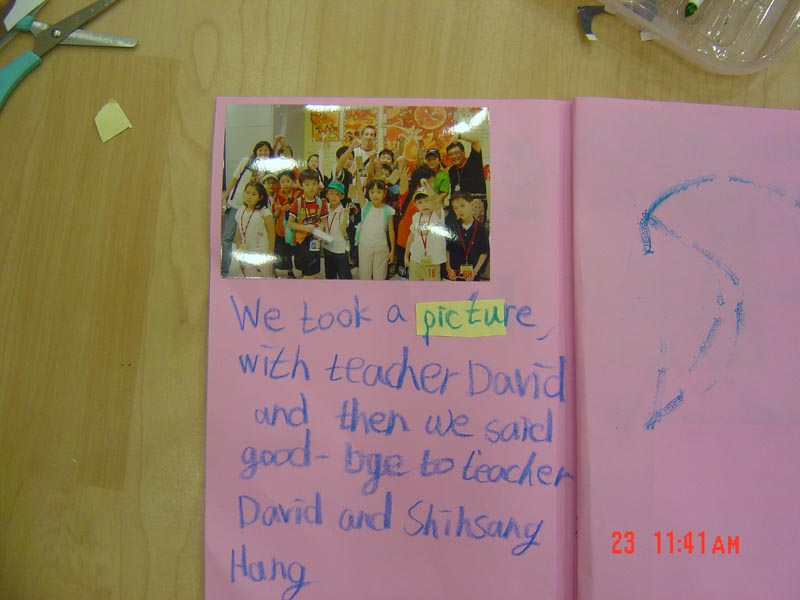 We took a picture,
with teacher David
and then we said
good-bge to teacher
David and Shihsang
Hang
23 11:41AM